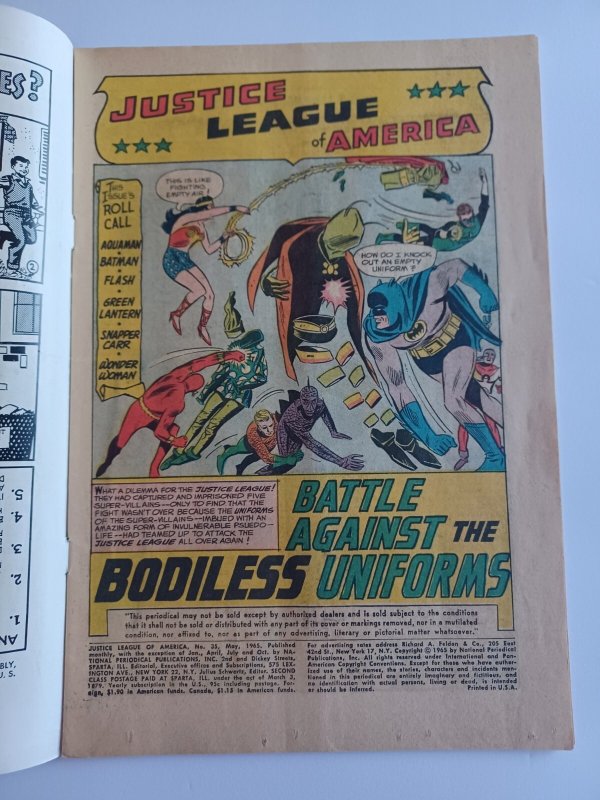 ES?
2
5.
4.
3.
2.
1.
AN
BLY,
U. S.
JUSTICE
LEAGUE
of AMERICA
THIS
ISSUE'S
ROLL
CALL
AQUAMAN
•
BATMAN
•
FLASH
•
GREEN
LANTERN
•
SNAPPER
CARR
•
WONDER
WOMAN
THIS IS LIKE
FIGHTING
EMPTY AIR!
HOW DO I KNOCK
OUT AN EMPTY
UNIFORM?
WHAT A DILEMMA FOR THE JUSTICE LEAGUE!
THEY HAD CAPTURED AND IMPRISONED FIVE
SUPER-VILLAINS--ONLY TO FIND THAT THE
FIGHT WASN'T OVER BECAUSE THE UNIFORMS
OF THE SUPER-VILLAINS--IMBUED WITH AN
AMAZING FORM OF INVULNERABLE PSUEDO-
LIFE--HAD TEAMED UP TO ATTACK THE
JUSTICE LEAGUE ALL OVER AGAIN!
BATTLE
AGAINST THE
BODILESS UNIFORMS
"This periodical may not be sold except by authorized dealers and is sold subject to the conditions
that it shall not be sold or distributed with any part of its cover or markings removed, nor in a mutilated
condition, nor affixed to, nor as part of any advertising, literary or pictorial matter whatsoever."
JUSTICE LEAGUE OF AMERICA, No. 35, May, 1965. Published
monthly, with the exception of Jan., April, July and Oct. by NA-
TIONAL PERIODICAL PUBLICATIONS, INC. 2nd and Dickey Streets,
SPARTA, ILL. Editorial, Executive offices and Subscriptions, 575 LEX-
INGTON AVE., NEW YORK 22, N.Y. Julius Schwartz, Editor. SECOND
CLASS POSTAGE PAID AT SPARTA, ILL. under the act of March 3,
1879. Yearly subscription in the U.S., 95c including postage. For-
eign, $1.90 in American funds. Canada, $1.15 in American funds.
For advertising rates address Richard A. Feldon & Co., 205 East
42nd St., New York 17, N.Y. Copyright © 1965 by National Periodical
Publications, Inc. All rights reserved under International and Pan-
American Copyright Conventions. Except for those who have author-
ized use of their names, the stories, characters and incidents men-
tioned in this periodical are entirely imaginary and fictitious, and
no identification with actual persons, living or dead, is intended
or should be inferred.
Printed in U.S.A.